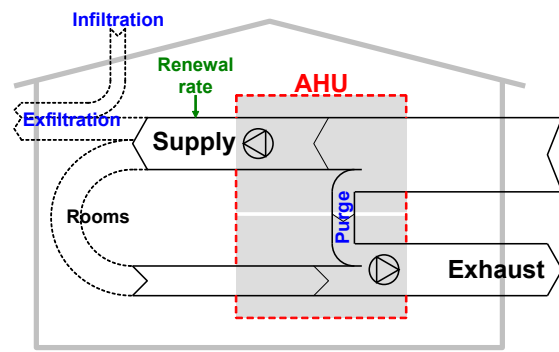 Infiltration
Renewal
rate
AHU
Exfiltration
Supply
Rooms
Purge
Exhaust